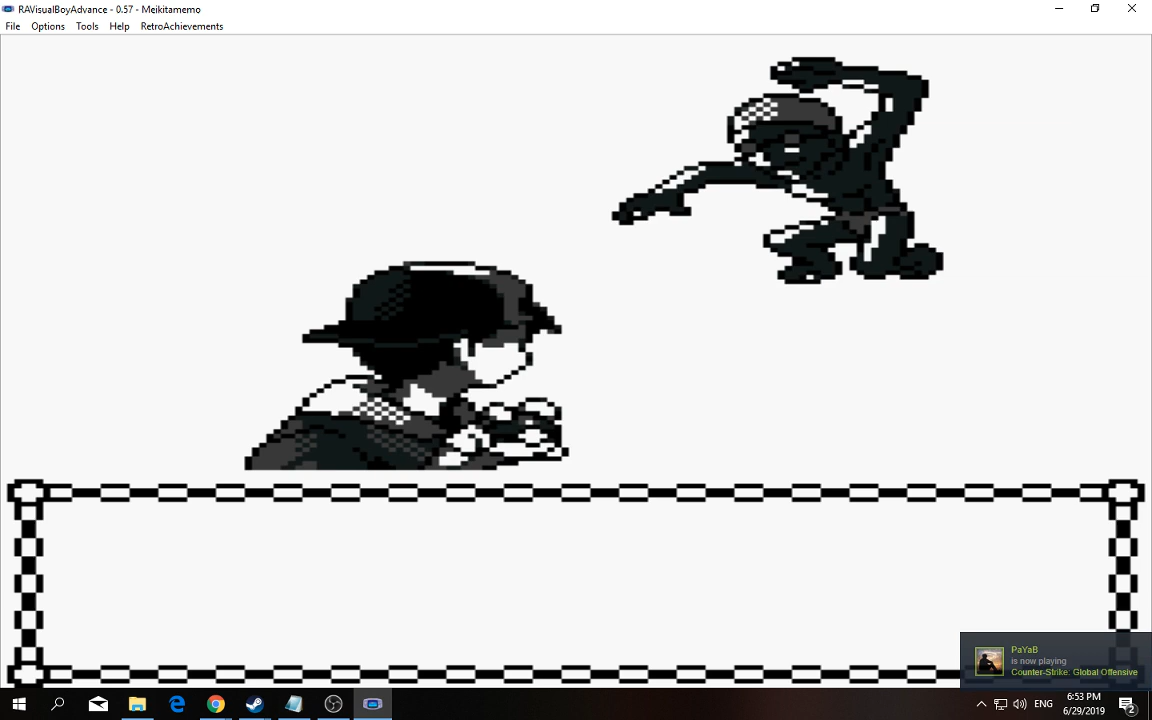 RAVisualBoyAdvance - 0.57 - Meikitamemo
File Options Tools Help RetroAchievements
PaYaB
is now playing
Counter-Strike: Global Offensive
ENG
6:53 PM
6/29/2019
2